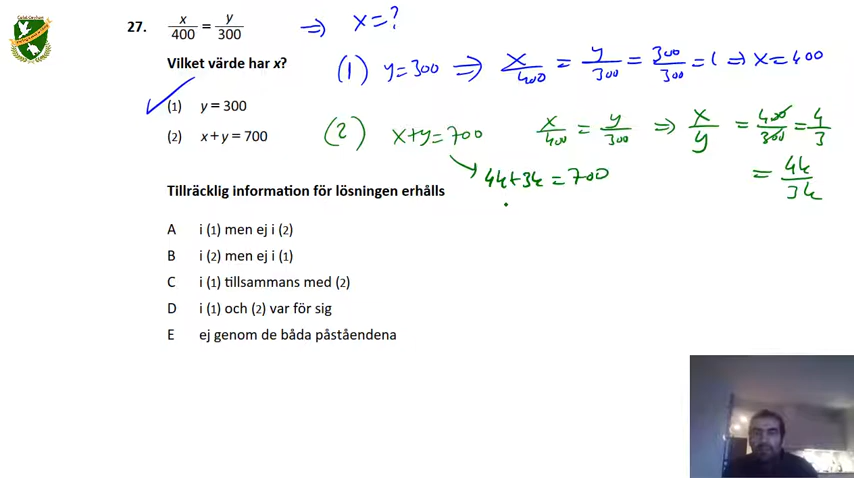 27. x/400 = y/300 ⇒ x = ?
Vilket värde har x?
(1) y = 300 ⇒ x/400 = y/300 = 300/300 = 1 ⇒ x = 400
(1) y = 300
(2) x + y = 700
(2) x+y = 700 x/400 = y/300 ⇒ x/y = 400/300 = 4/3
4k+3k = 700 = 4k/3k
Tillräcklig information för lösningen erhålls
A i (1) men ej i (2)
B i (2) men ej i (1)
C i (1) tillsammans med (2)
D i (1) och (2) var för sig
E ej genom de båda påståendena